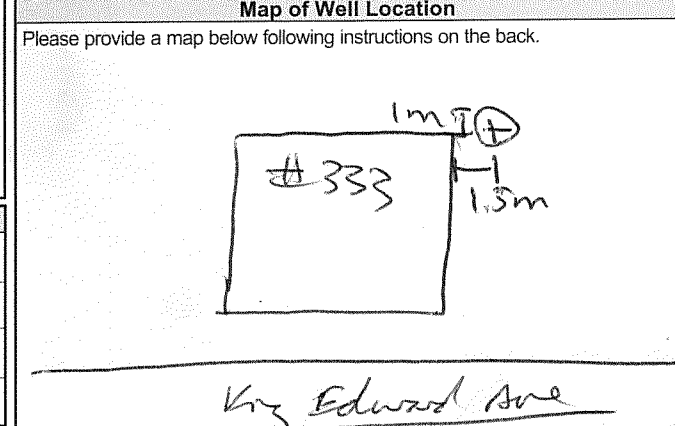 Map of Well Location
Please provide a map below following instructions on the back.
1m
#333
1.5m
King Edward Ave